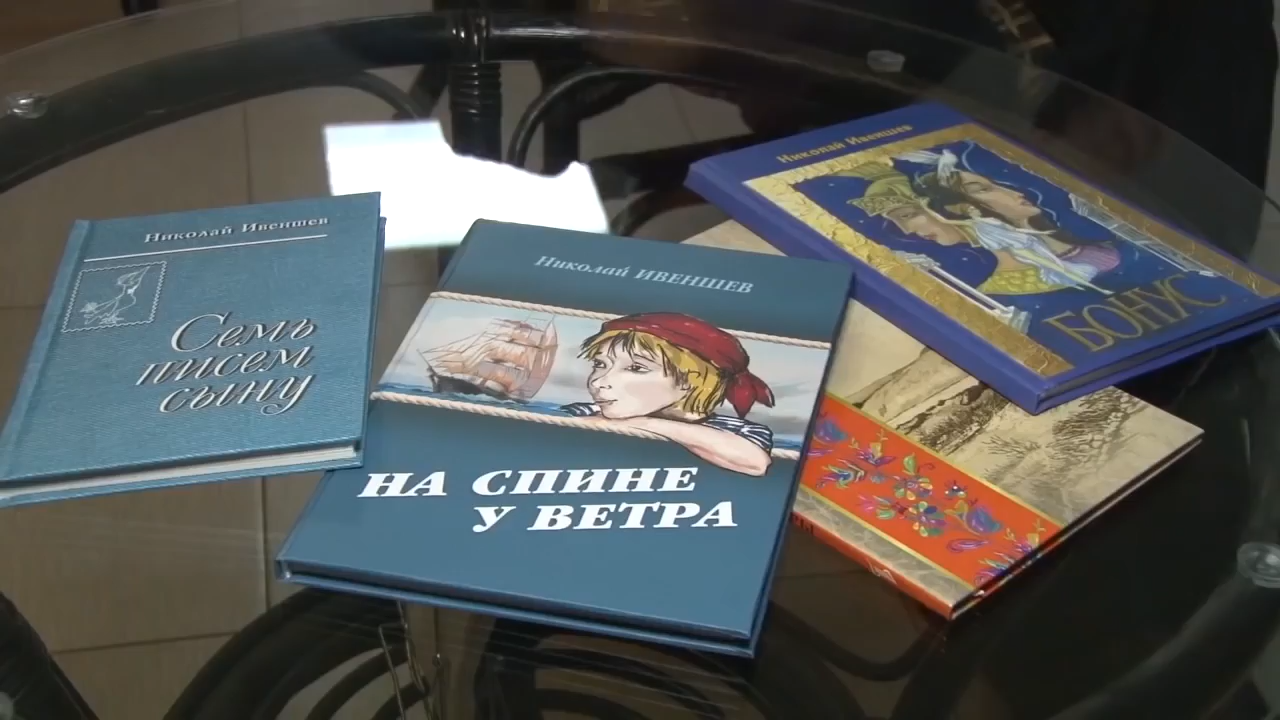 Николай Ивеншев
Семь
писем
сыну
Николай ИВЕНШЕВ
НА СПИНЕ
У ВЕТРА
Николай Ивеншев
БОНУС